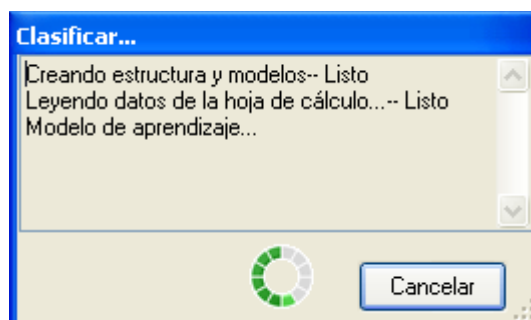 Clasificar...
Creando estructura y modelos-- Listo
Leyendo datos de la hoja de cálculo...-- Listo
Modelo de aprendizaje...
Cancelar